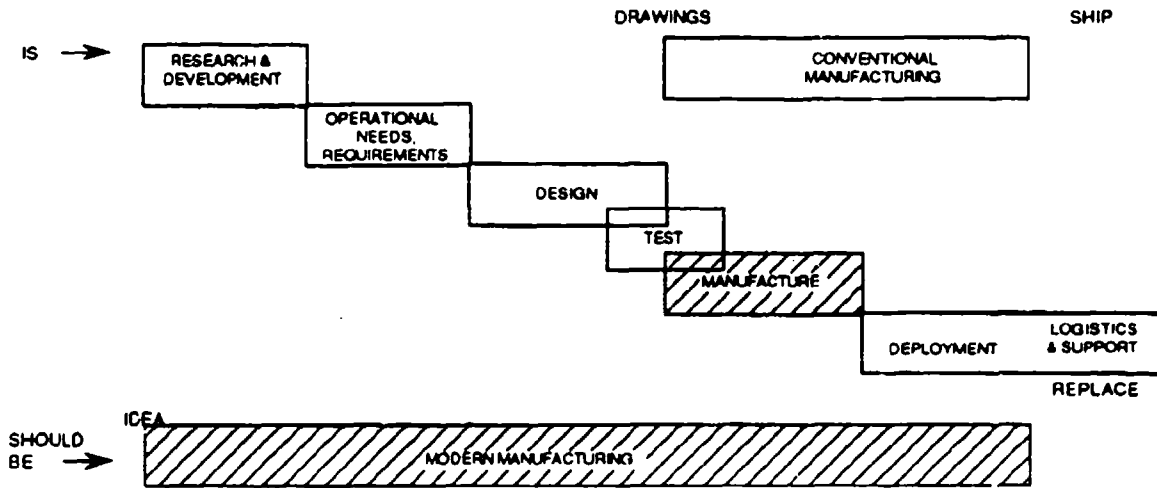 DRAWINGS
SHIP
IS
RESEARCH &
DEVELOPMENT
CONVENTIONAL
MANUFACTURING
OPERATIONAL
NEEDS,
REQUIREMENTS
DESIGN
TEST
MANUFACTURE
DEPLOYMENT
LOGISTICS
& SUPPORT
REPLACE
IDEA
SHOULD
BE
MODERN MANUFACTURING